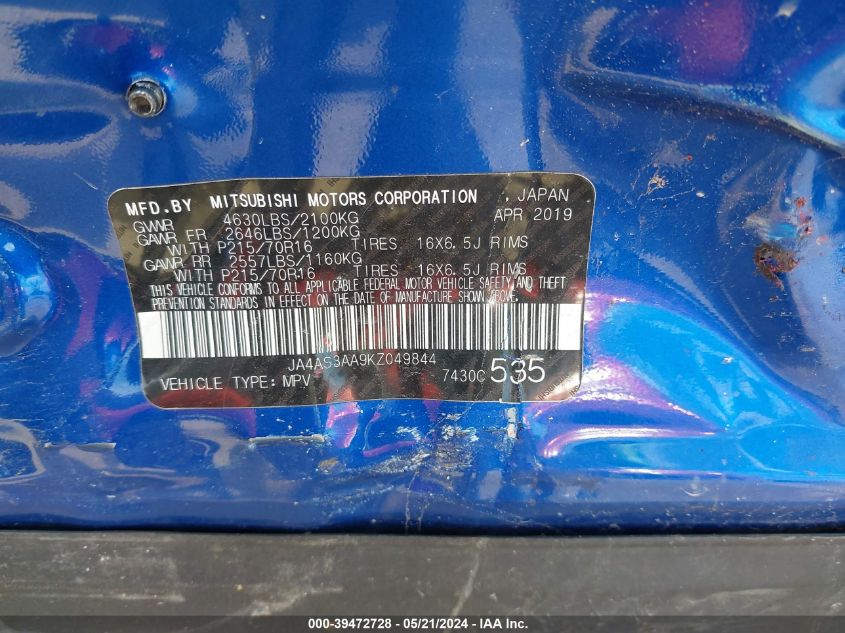 MFD.BY MITSUBISHI MOTORS CORPORATION , JAPAN
GVWR 4630LBS/2100KG APR 2019
GAWR FR 2646LBS/1200KG
WITH P215/70R16 TIRES 16X6.5J RIMS
GAWR RR 2557LBS/1160KG
WITH P215/70R16 TIRES 16X6.5J RIMS
THIS VEHICLE CONFORMS TO ALL APPLICABLE FEDERAL MOTOR VEHICLE SAFETY AND THEFT
PREVENTION STANDARDS IN EFFECT ON THE DATE OF MANUFACTURE SHOWN ABOVE.
JA4AS3AA9KZ049844
VEHICLE TYPE: MPV 7430C 535
000-39472728 - 05/21/2024 - IAA Inc.